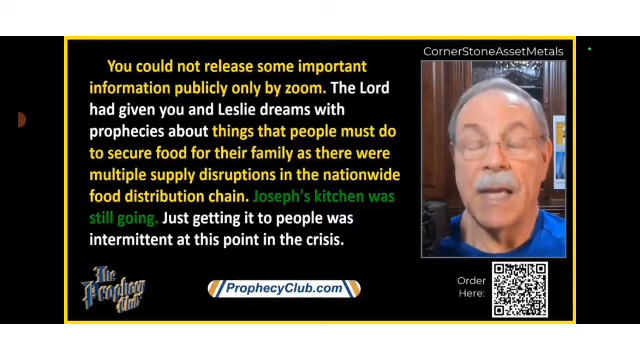 CornerStoneAssetMetals
You could not release some important
information publicly only by zoom. The Lord
had given you and Leslie dreams with
prophecies about things that people must do
to secure food for their family as there were
multiple supply disruptions in the nationwide
food distribution chain. Joseph's kitchen was
still going. Just getting it to people was
intermittent at this point in the crisis.
The
Prophecy
Club
ProphecyClub.com
Order
Here: